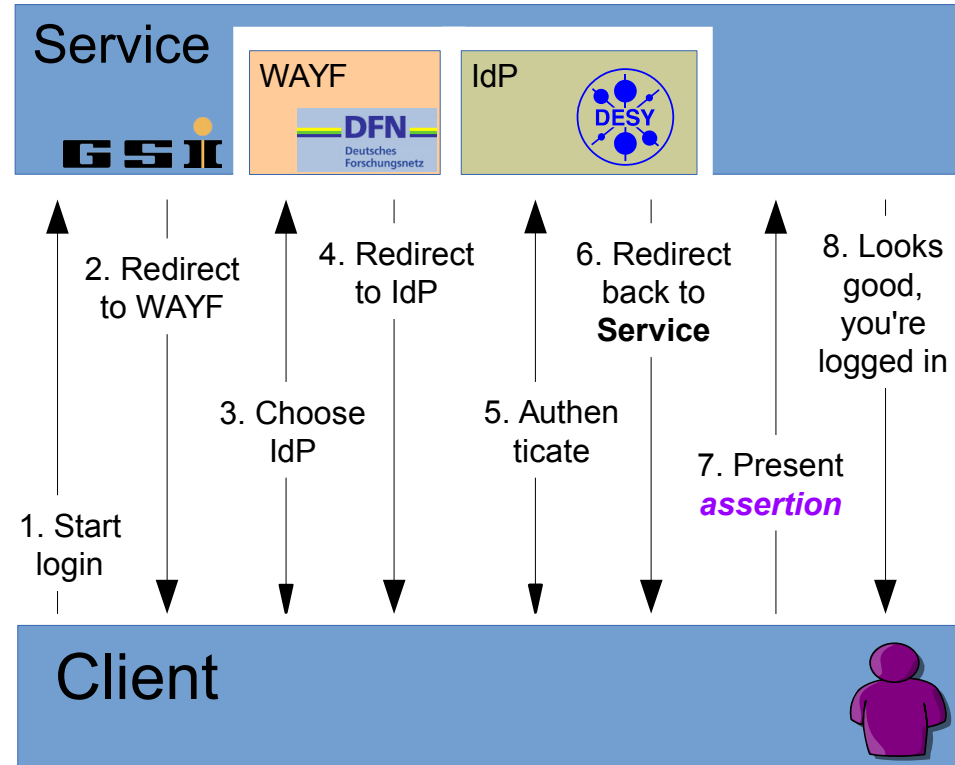 Service
GSI
WAYF
DFN
Deutsches
Forschungsnetz
IdP
DESY
1. Start
login
2. Redirect
to WAYF
3. Choose
IdP
4. Redirect
to IdP
5. Authen
ticate
6. Redirect
back to
Service
7. Present
assertion
8. Looks
good,
you're
logged in
Client